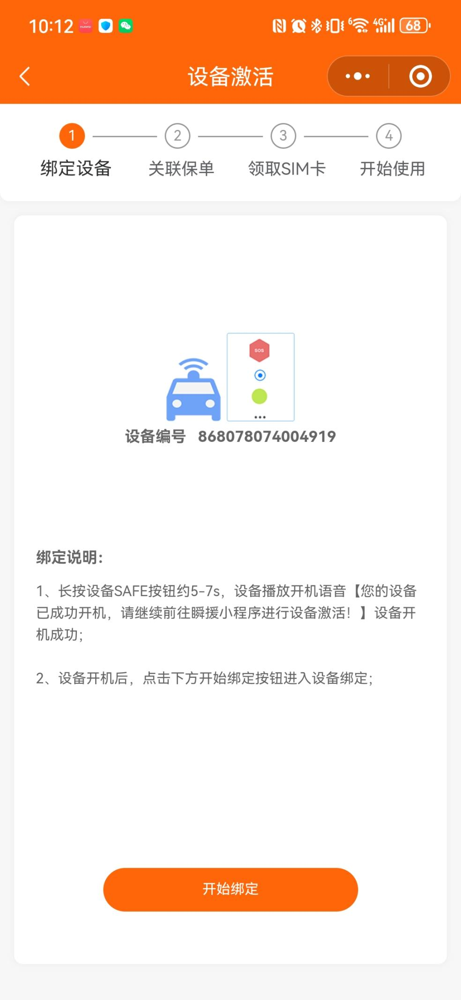 10:12
HUAWEI
6
4G+
68
设备激活
1
2
3
4
绑定设备
关联保单
领取SIM卡
开始使用
SOS
设备编号 868078074004919
绑定说明：
1、长按设备SAFE按钮约5-7s，设备播放开机语音【您的设备
已成功开机，请继续前往瞬援小程序进行设备激活！】设备开
机成功；
2、设备开机后，点击下方开始绑定按钮进入设备绑定；
开始绑定